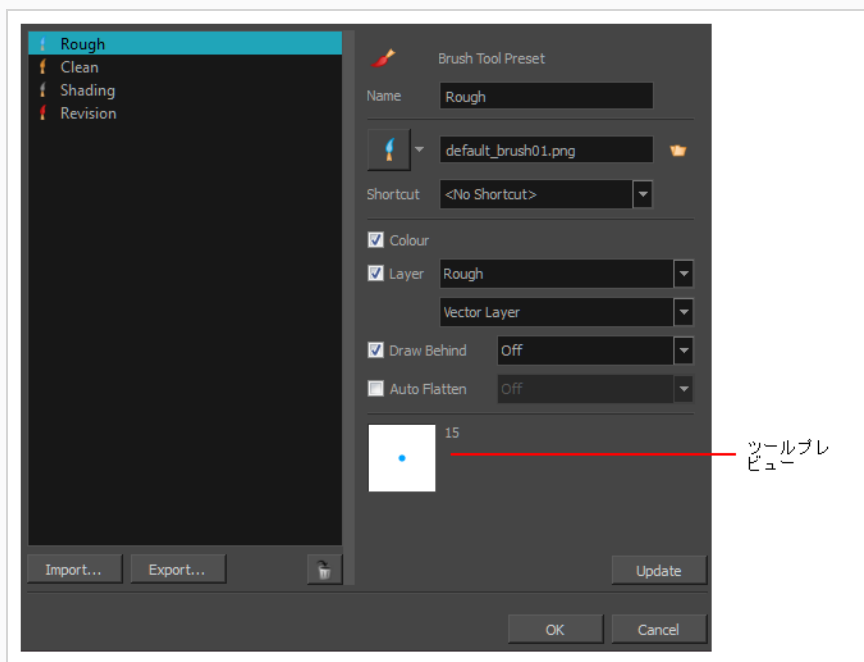 Rough
Clean
Shading
Revision
Import...
Export...
Brush Tool Preset
Name
Rough
default_brush01.png
Shortcut
<No Shortcut>
Colour
Layer
Rough
Vector Layer
Draw Behind
Off
Auto Flatten
Off
15
ツールプレ
ビュー
Update
OK
Cancel